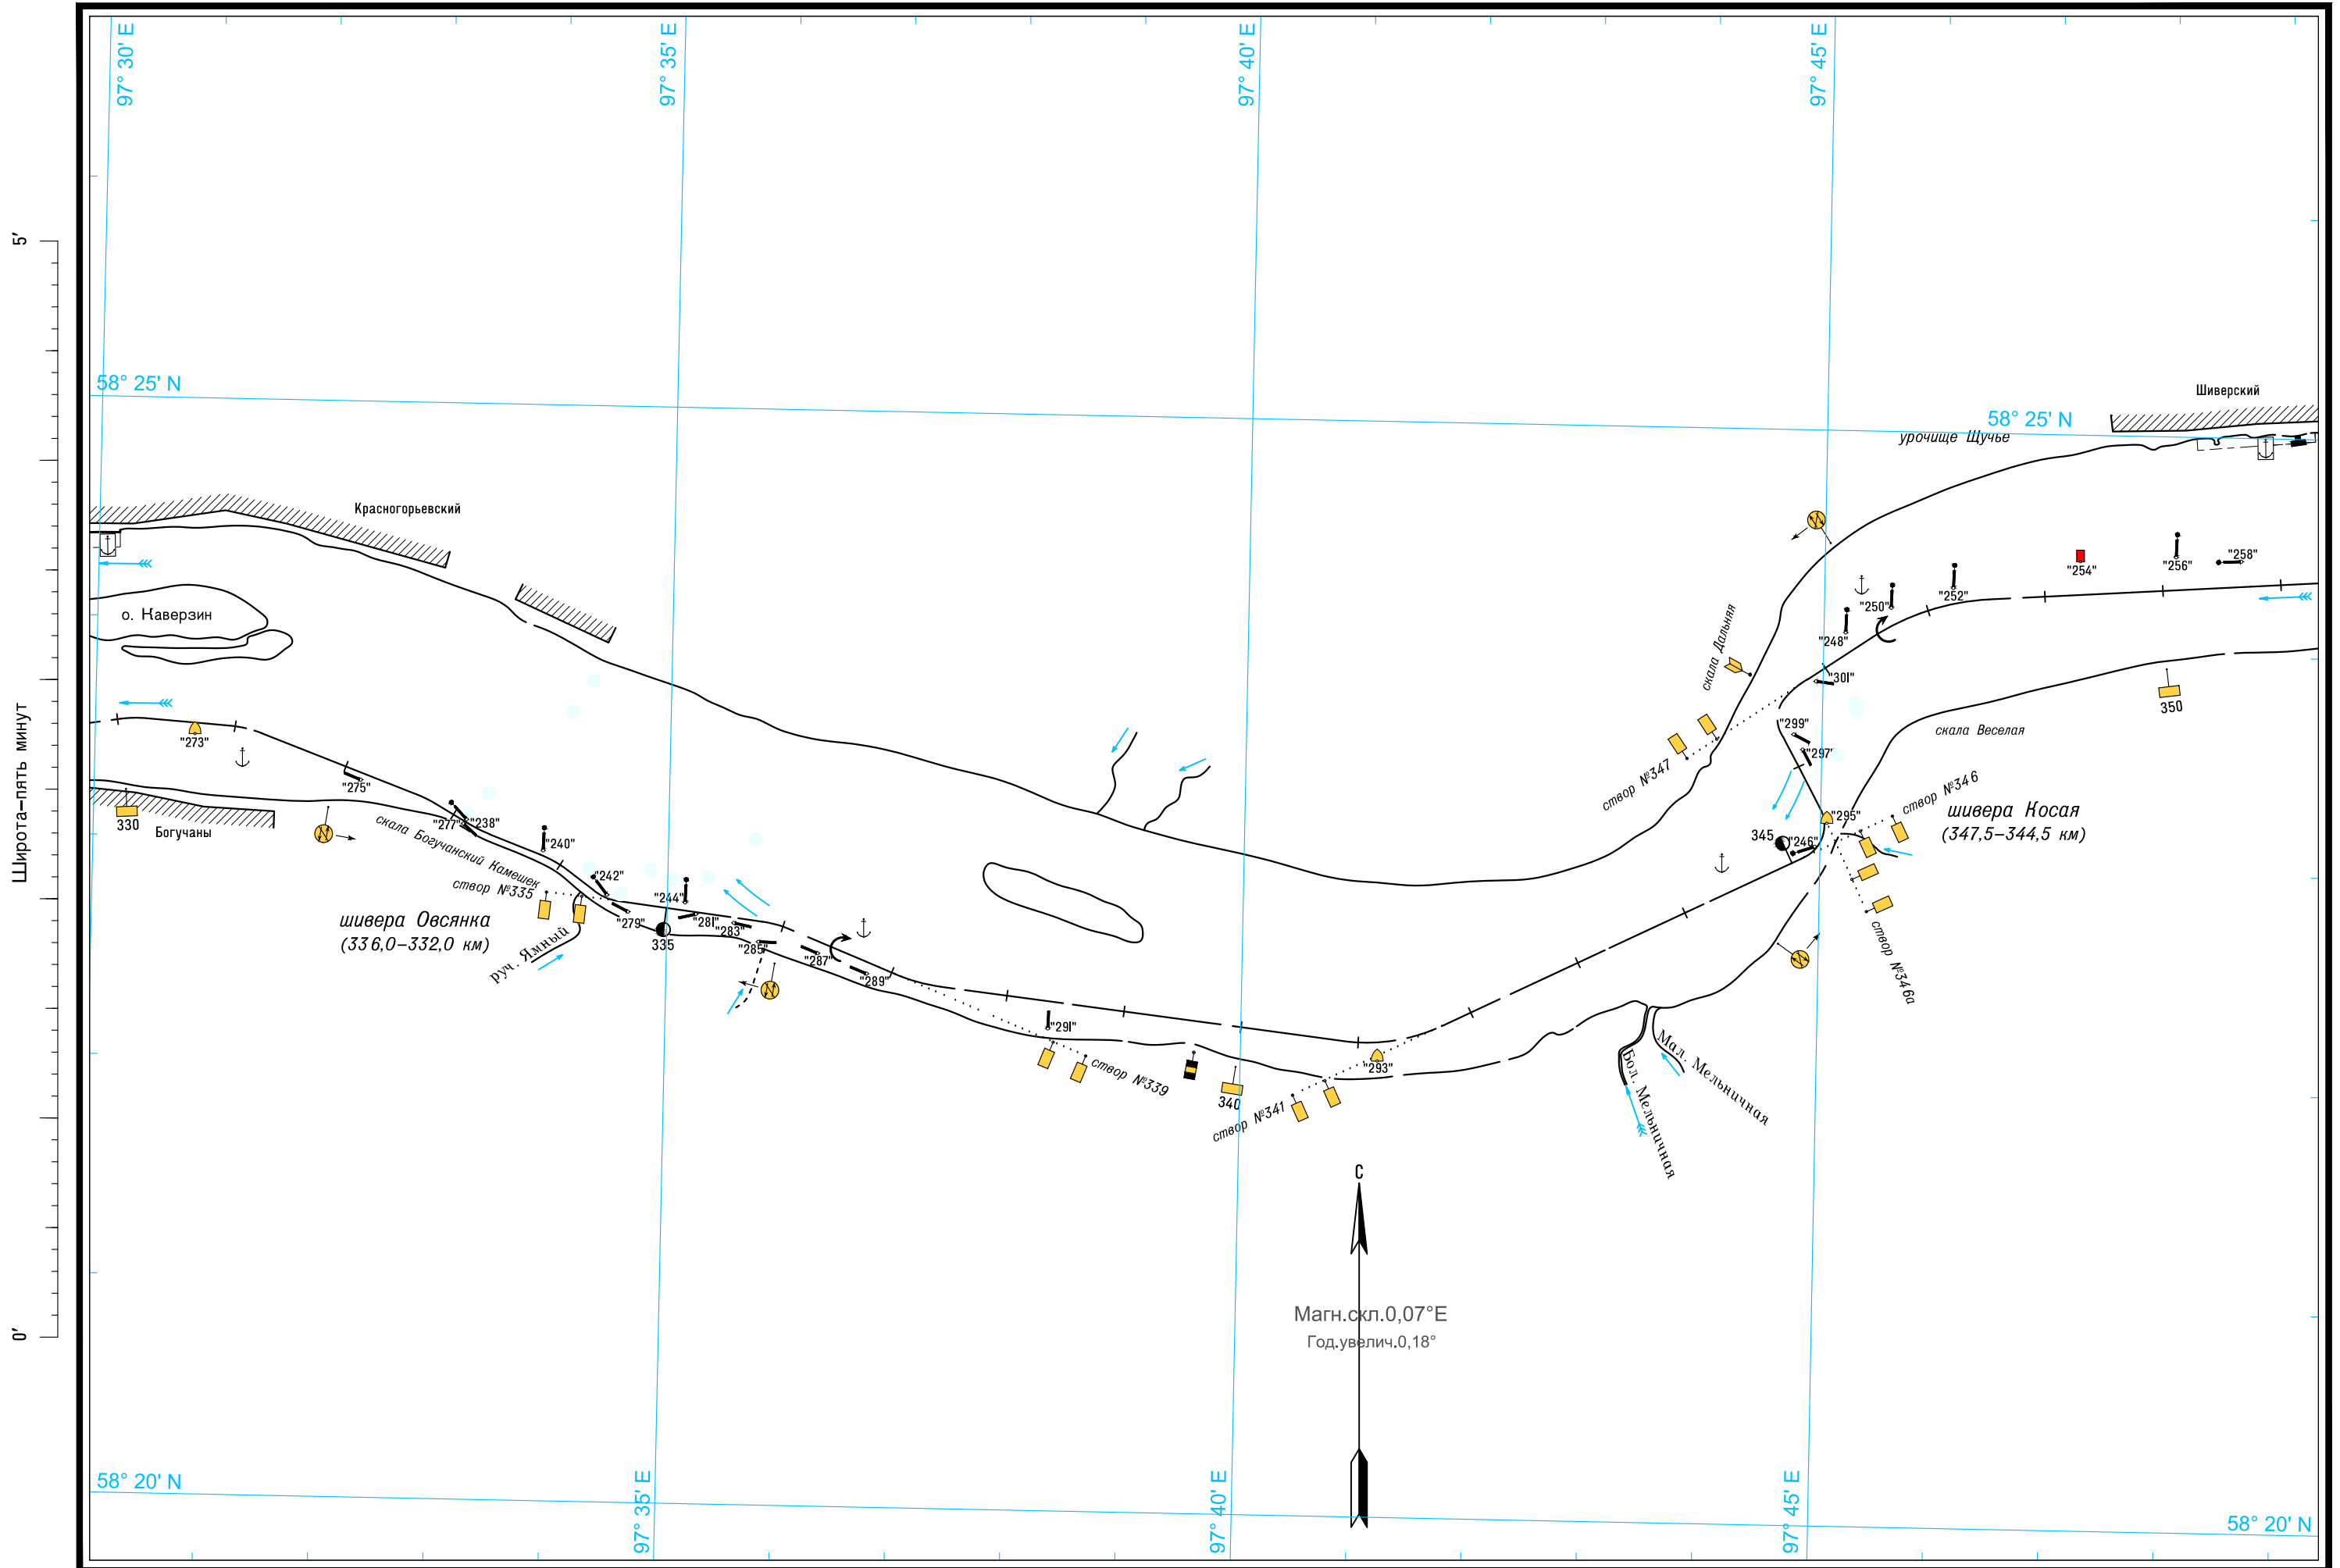 97° 30' E
97° 35' E
97° 40' E
97° 45' E
5'
58° 25' N
Шиверский
58° 25' N
урочище Щучье
Красногорьевский
"258"
"256"
"254"
"252"
"250"
о. Каверзин
"248"
скала Дальняя
"301"
350
Широта-пять минут
"273"
"299"
скала Веселая
"297"
створ №347
створ №346
"275"
шивера Косая
(347,5-344,5 км)
330
Богучаны
"277"
"238"
"295"
345
"246"
"240"
скала Богучанский Камешек
"242"
створ №335
"244"
шивера Овсянка
(336,0-332,0 км)
"279"
"281"
"283"
335
"285"
"287"
"289"
руч. Ямный
створ №346а
"291"
створ №339
"293"
340
створ №341
Мал. Мельничная
Бол. Мельничная
С
Магн.скл.0,07°E
Год.увелич.0,18°
0'
58° 20' N
97° 35' E
97° 40' E
97° 45' E
58° 20' N